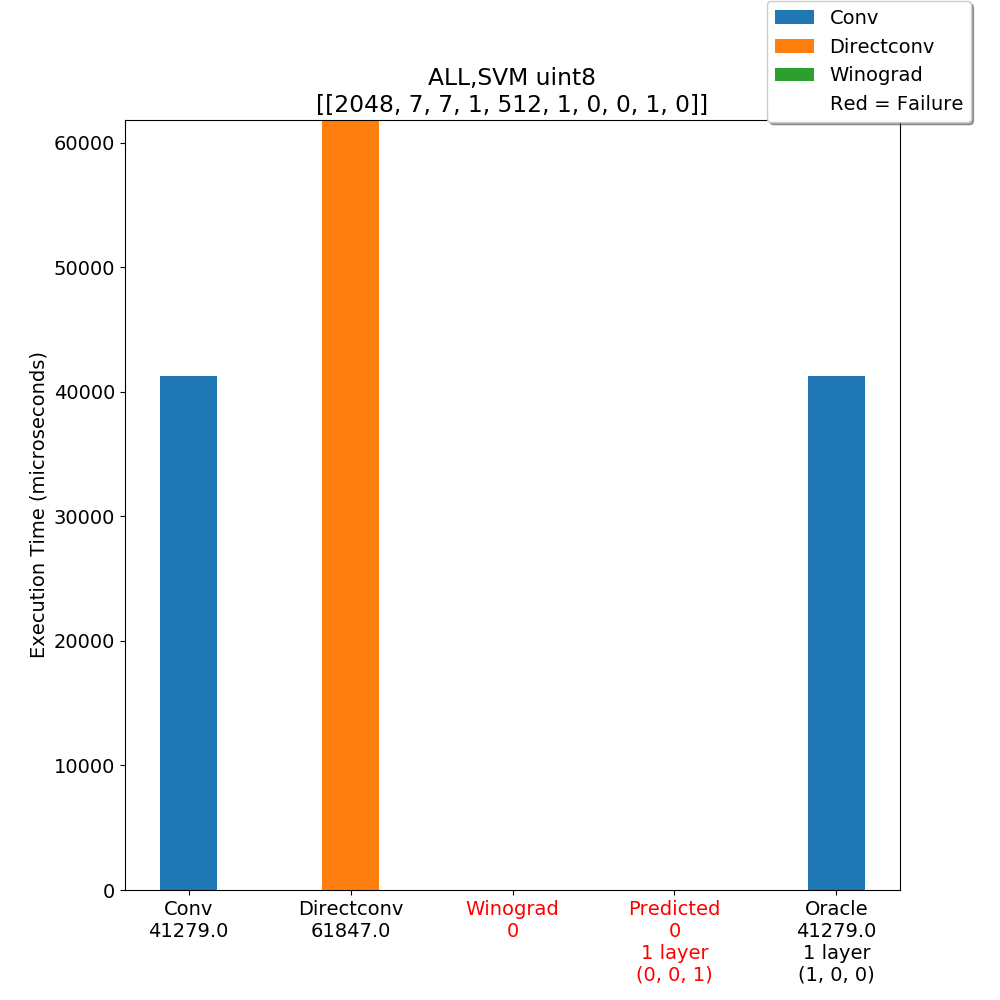 Conv
Directconv
Winograd
Red = Failure
ALL,SVM uint8
[[2048, 7, 7, 1, 512, 1, 0, 0, 1, 0]]
Execution Time (microseconds)
60000
50000
40000
30000
20000
10000
0
Conv
41279.0
Directconv
61847.0
Winograd
0
Predicted
0
1 layer
(0, 0, 1)
Oracle
41279.0
1 layer
(1, 0, 0)